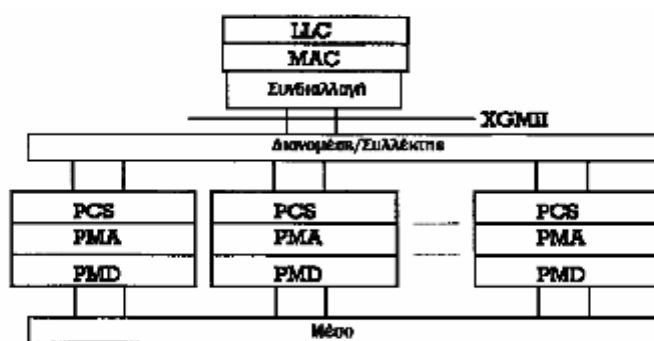 LLC
MAC
Συνδιαλλαγή
XGMII
Διανομέας/Συλλέκτης
PCS PCS PCS
PMA PMA PMA
PMD PMD PMD
Μέσο